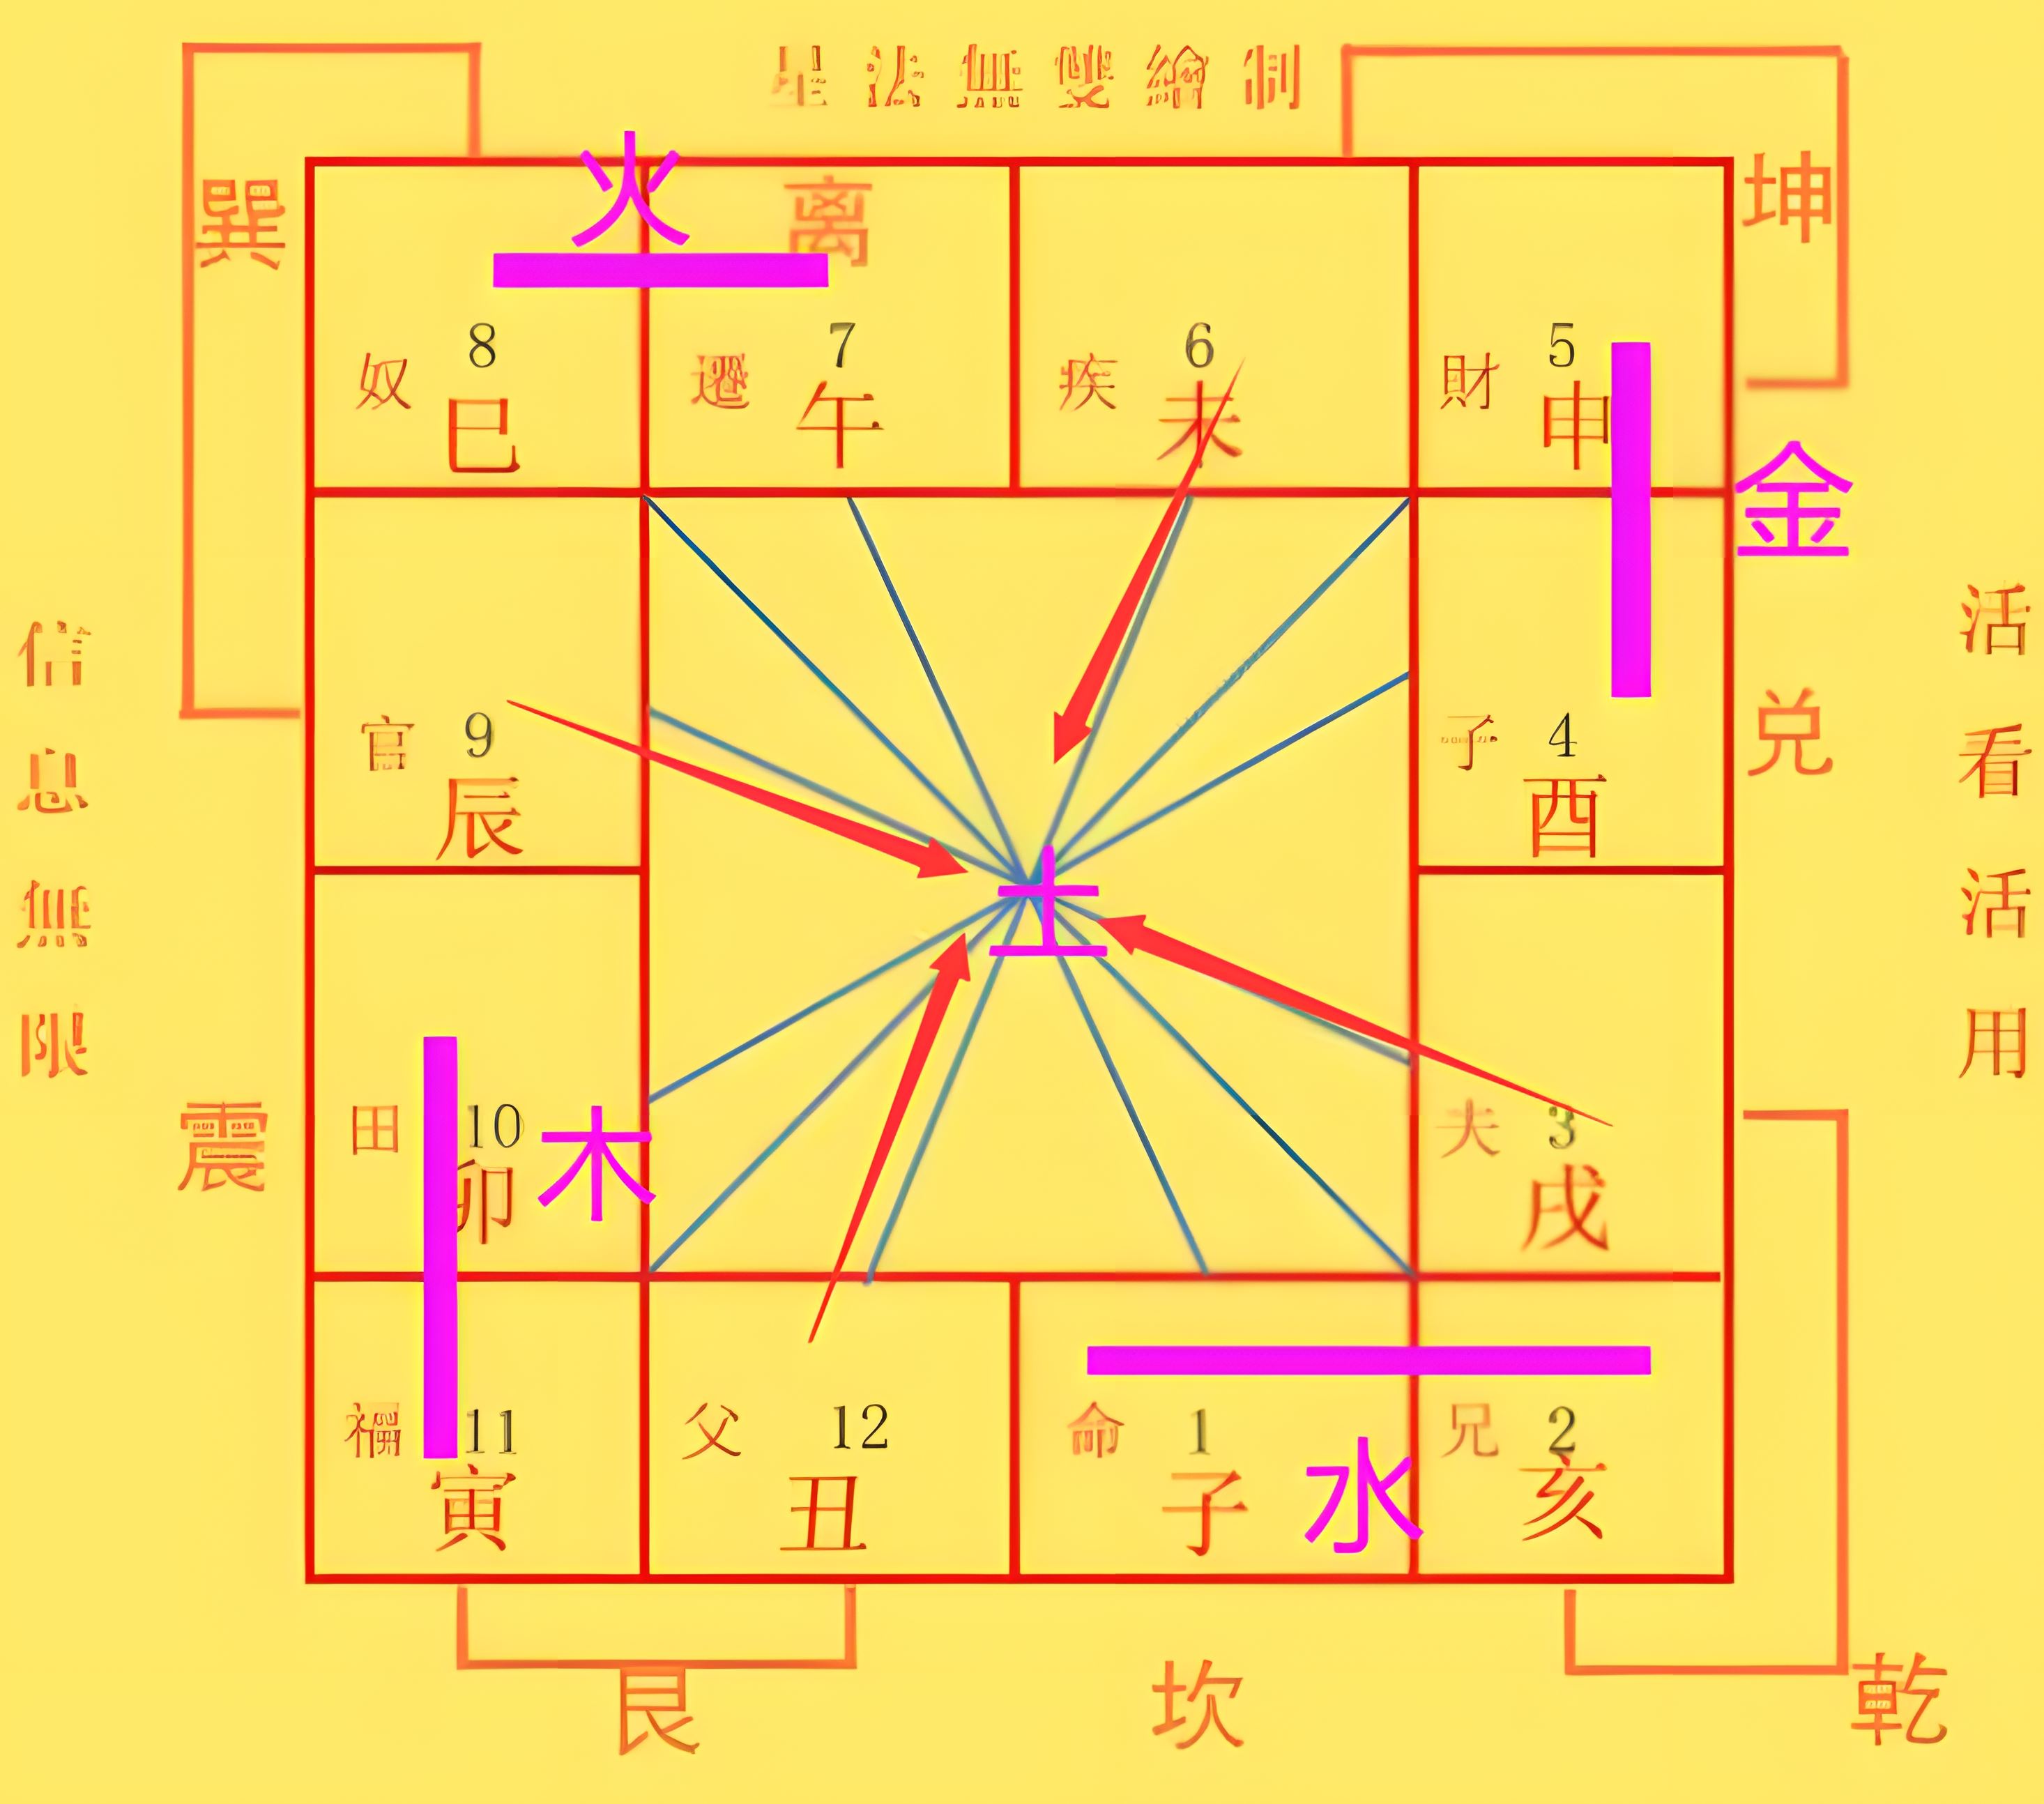 星法無雙繪制
巽
火
离
坤
奴
8
巳
遷
7
午
疾
6
未
財
5
申
金
信息無限
活看活用
官
9
辰
土
子
4
酉
兑
震
田
10
卯
木
夫
3
戌
福
11
寅
父
12
丑
命
1
子
水
兄
2
亥
艮
坎
乾